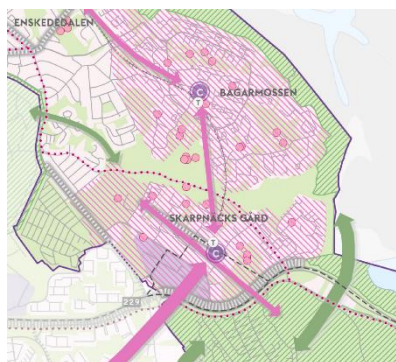 ENSKEDEDALEN
C
BAGARMOSSEN
T
SKARPNÄCKS GÅRD
T
C
229